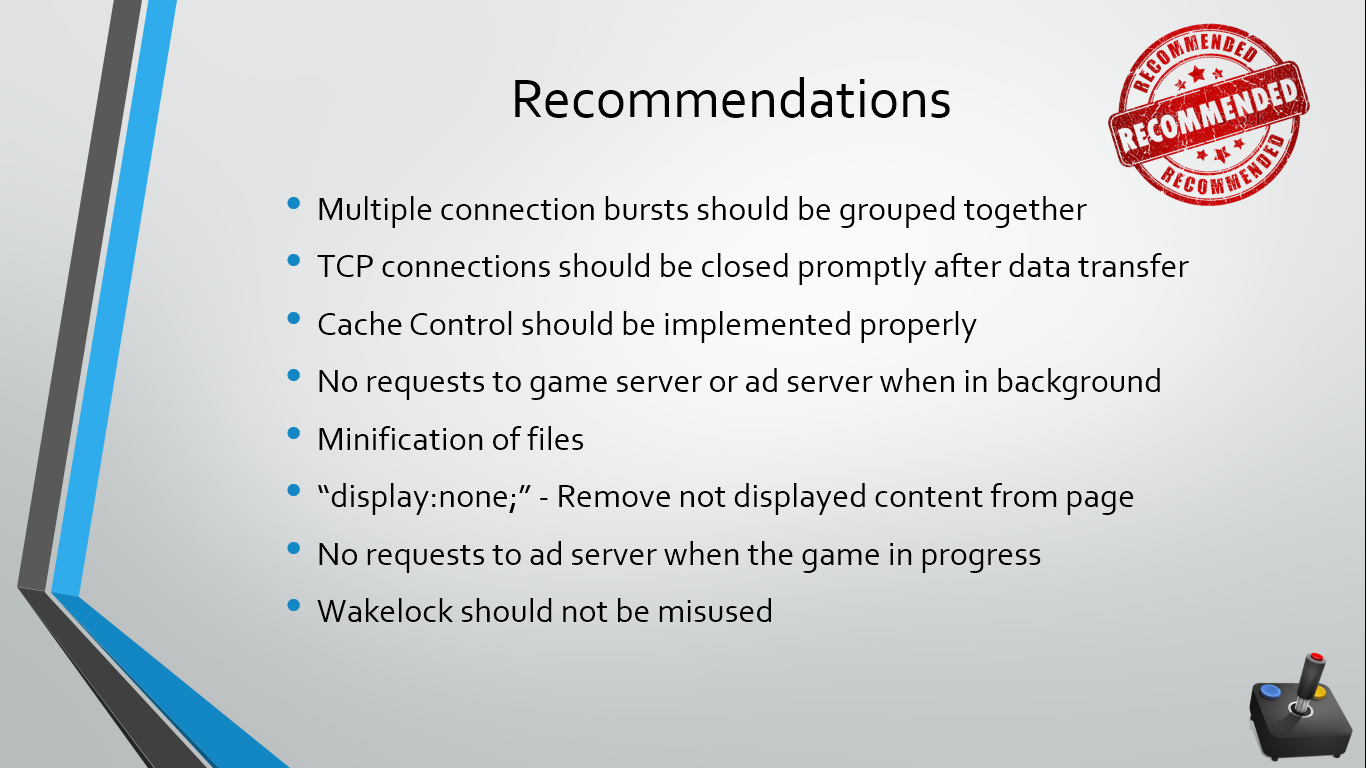 Recommendations
RECOMMENDED
RECOMMENDED
RECOMMENDED
• Multiple connection bursts should be grouped together
• TCP connections should be closed promptly after data transfer
• Cache Control should be implemented properly
• No requests to game server or ad server when in background
• Minification of files
• “display:none;” - Remove not displayed content from page
• No requests to ad server when the game in progress
• Wakelock should not be misused